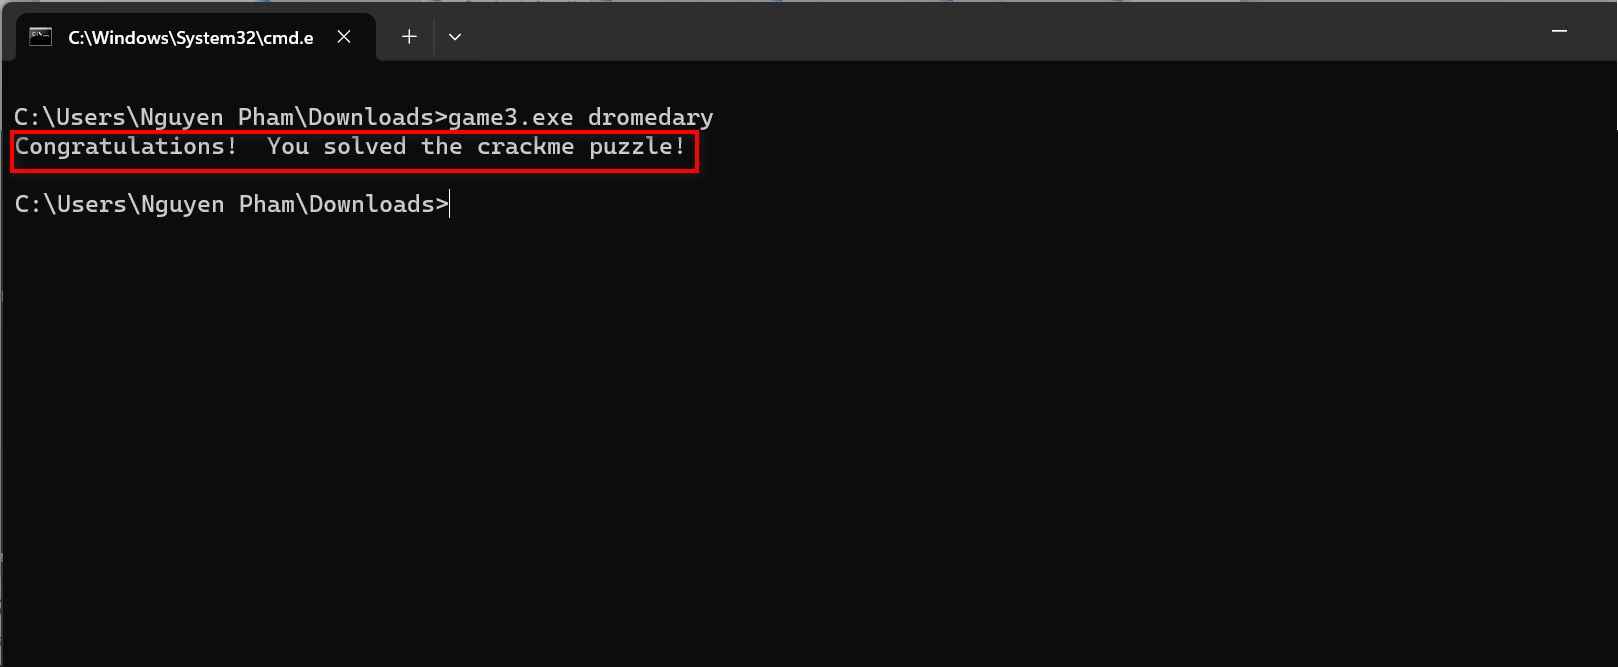 C:\Windows\System32\cmd.e
C:\Users\Nguyen Pham\Downloads>game3.exe dromedary
Congratulations!  You solved the crackme puzzle!
C:\Users\Nguyen Pham\Downloads>